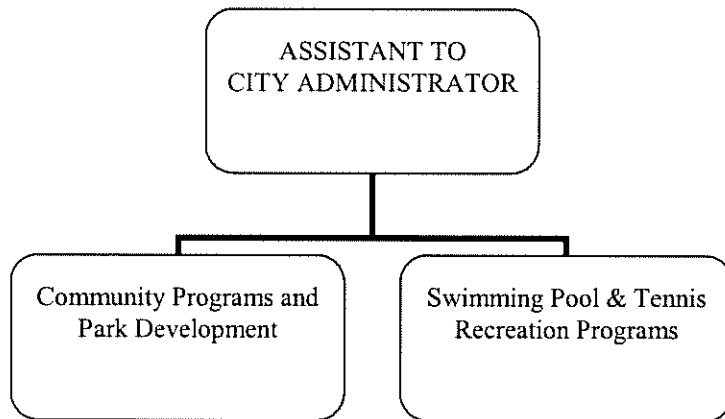 ASSISTANT TO
CITY ADMINISTRATOR
Community Programs and
Park Development
Swimming Pool & Tennis
Recreation Programs